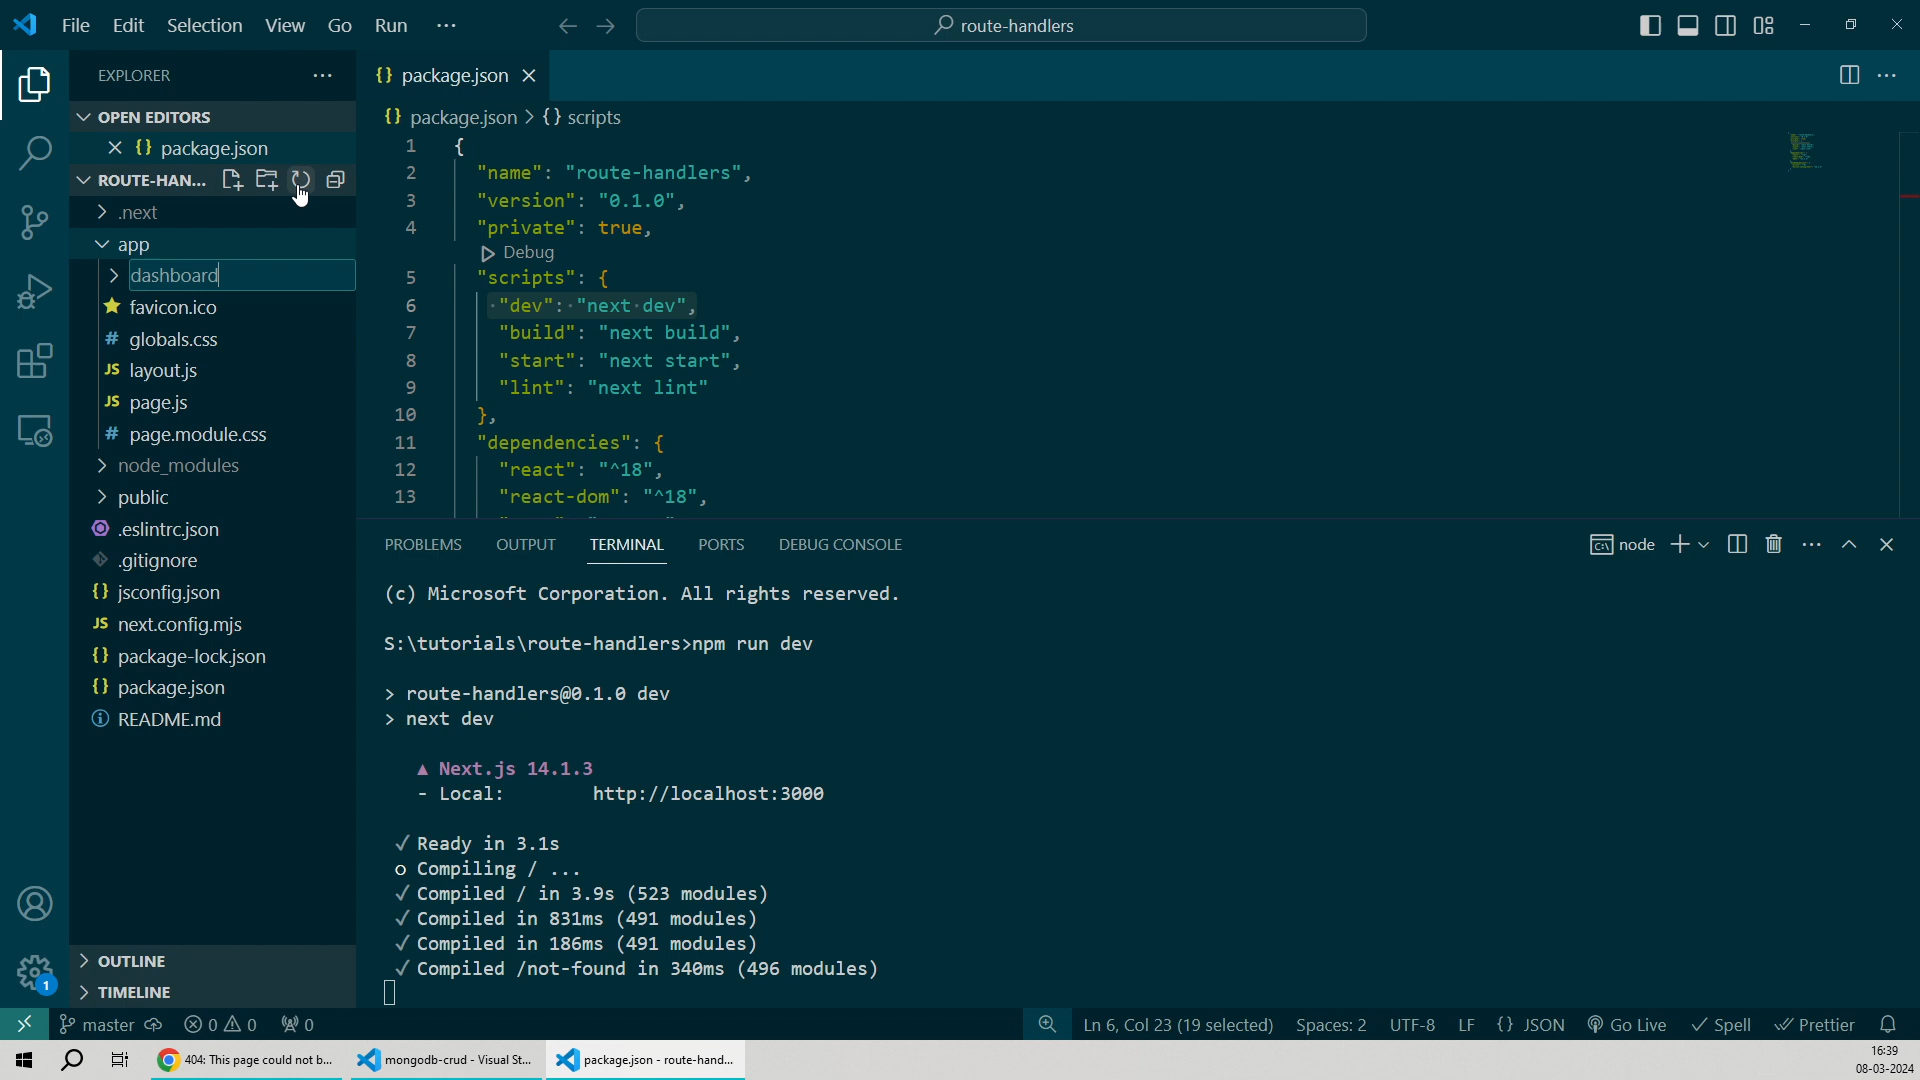 File Edit Selection View Go Run ···
route-handlers
EXPLORER ···
OPEN EDITORS
package.json
ROUTE-HAN...
.next
app
dashboard
favicon.ico
globals.css
JS layout.js
JS page.js
page.module.css
node_modules
public
.eslintrc.json
.gitignore
{} jsconfig.json
JS next.config.mjs
{} package-lock.json
{} package.json
README.md
OUTLINE
TIMELINE
1
{} package.json
{} package.json > {} scripts
1 {
2 "name": "route-handlers",
3 "version": "0.1.0",
4 "private": true,
Debug
5 "scripts": {
6 ·"dev":·"next·dev",
7 "build": "next build",
8 "start": "next start",
9 "lint": "next lint"
10 },
11 "dependencies": {
12 "react": "^18",
13 "react-dom": "^18",
PROBLEMS OUTPUT TERMINAL PORTS DEBUG CONSOLE
node
(c) Microsoft Corporation. All rights reserved.
S:\tutorials\route-handlers>npm run dev
> route-handlers@0.1.0 dev
> next dev
▲ Next.js 14.1.3
- Local: http://localhost:3000
✓ Ready in 3.1s
○ Compiling / ...
✓ Compiled / in 3.9s (523 modules)
✓ Compiled in 831ms (491 modules)
✓ Compiled in 186ms (491 modules)
✓ Compiled /not-found in 340ms (496 modules)
master 0 0 0
Ln 6, Col 23 (19 selected) Spaces: 2 UTF-8 LF {} JSON Go Live Spell Prettier
404: This page could not b... mongodb-crud - Visual St... package.json - route-hand...
16:39
08-03-2024